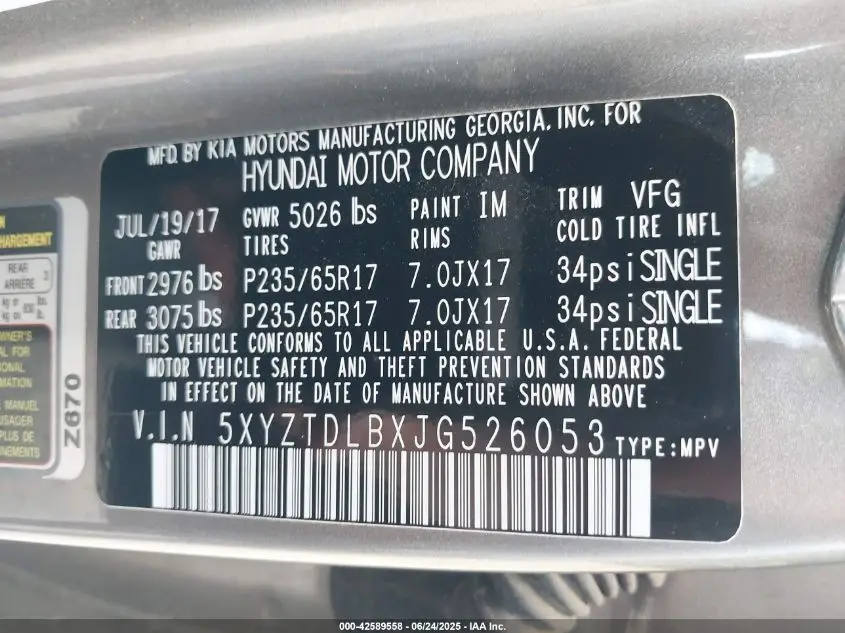 MFD. BY KIA MOTORS MANUFACTURING GEORGIA, INC. FOR
HYUNDAI MOTOR COMPANY
JUL/19/17 GVWR 5026 lbs PAINT IM TRIM VFG
GAWR TIRES RIMS COLD TIRE INFL
FRONT 2976 lbs P235/65R17 7.0JX17 34psi SINGLE
REAR 3075 lbs P235/65R17 7.0JX17 34psi SINGLE
THIS VEHICLE CONFORMS TO ALL APPLICABLE U.S.A. FEDERAL
MOTOR VEHICLE SAFETY AND THEFT PREVENTION STANDARDS
IN EFFECT ON THE DATE OF MANUFACTURE SHOWN ABOVE
V.I.N 5XYZTDLBXJG526053 TYPE:MPV
REAR
ARRIÈRE 3
Z670
000-42589558 - 06/24/2025 - IAA Inc.